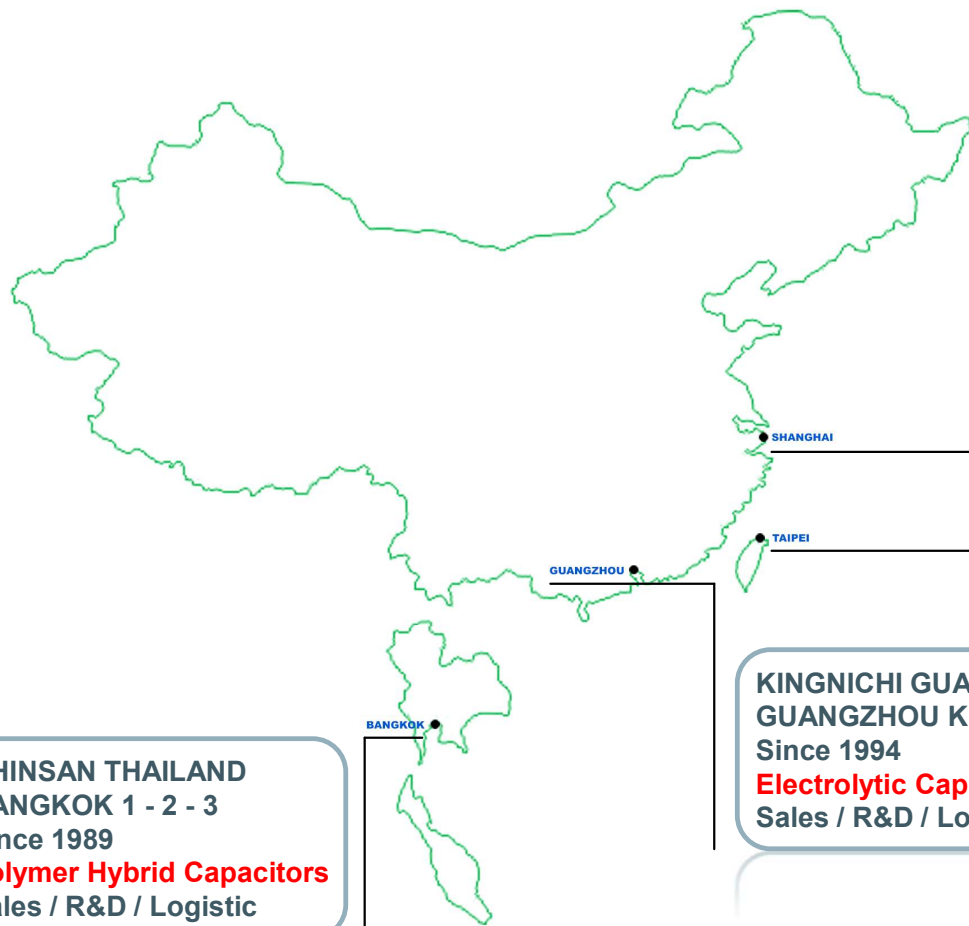 SHANGHAI
TAIPEI
GUANGZHOU
BANGKOK
KINGNICHI GUA
GUANGZHOU K
Since 1994
Electrolytic Cap
Sales / R&D / Lo
HINSAN THAILAND
ANGKOK 1 - 2 - 3
nce 1989
olymer Hybrid Capacitors
ales / R&D / Logistic